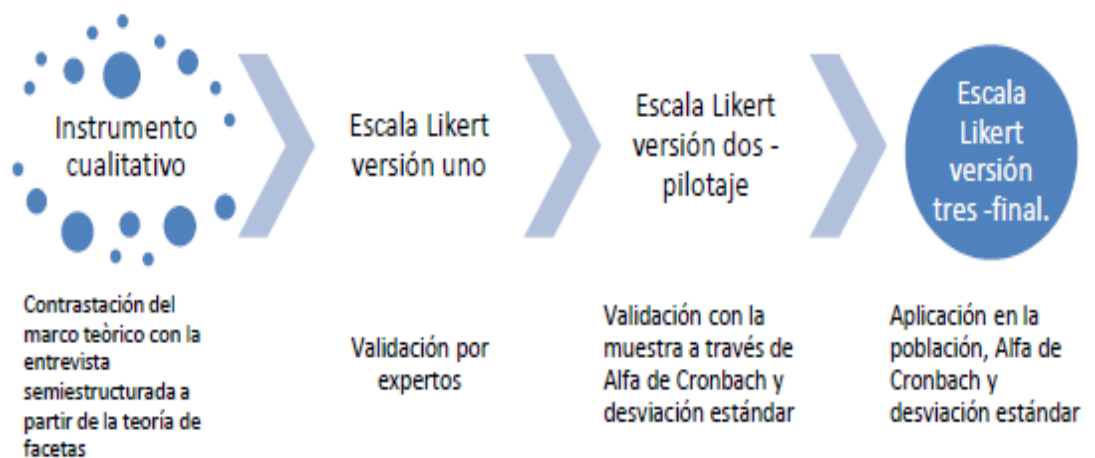 Instrumento
cualitativo
Escala Likert
versión uno
Escala Likert
versión dos -
pilotaje
Escala
Likert
versión
tres -final.
Contrastación del
marco teòrico con la
entrevista
semiestructurada a
partir de la teoría de
facetas
Validación por
expertos
Validación con la
muestra a través de
Alfa de Cronbach y
desviación estándar
Aplicación en la
población, Alfa de
Cronbach y
desviación estándar